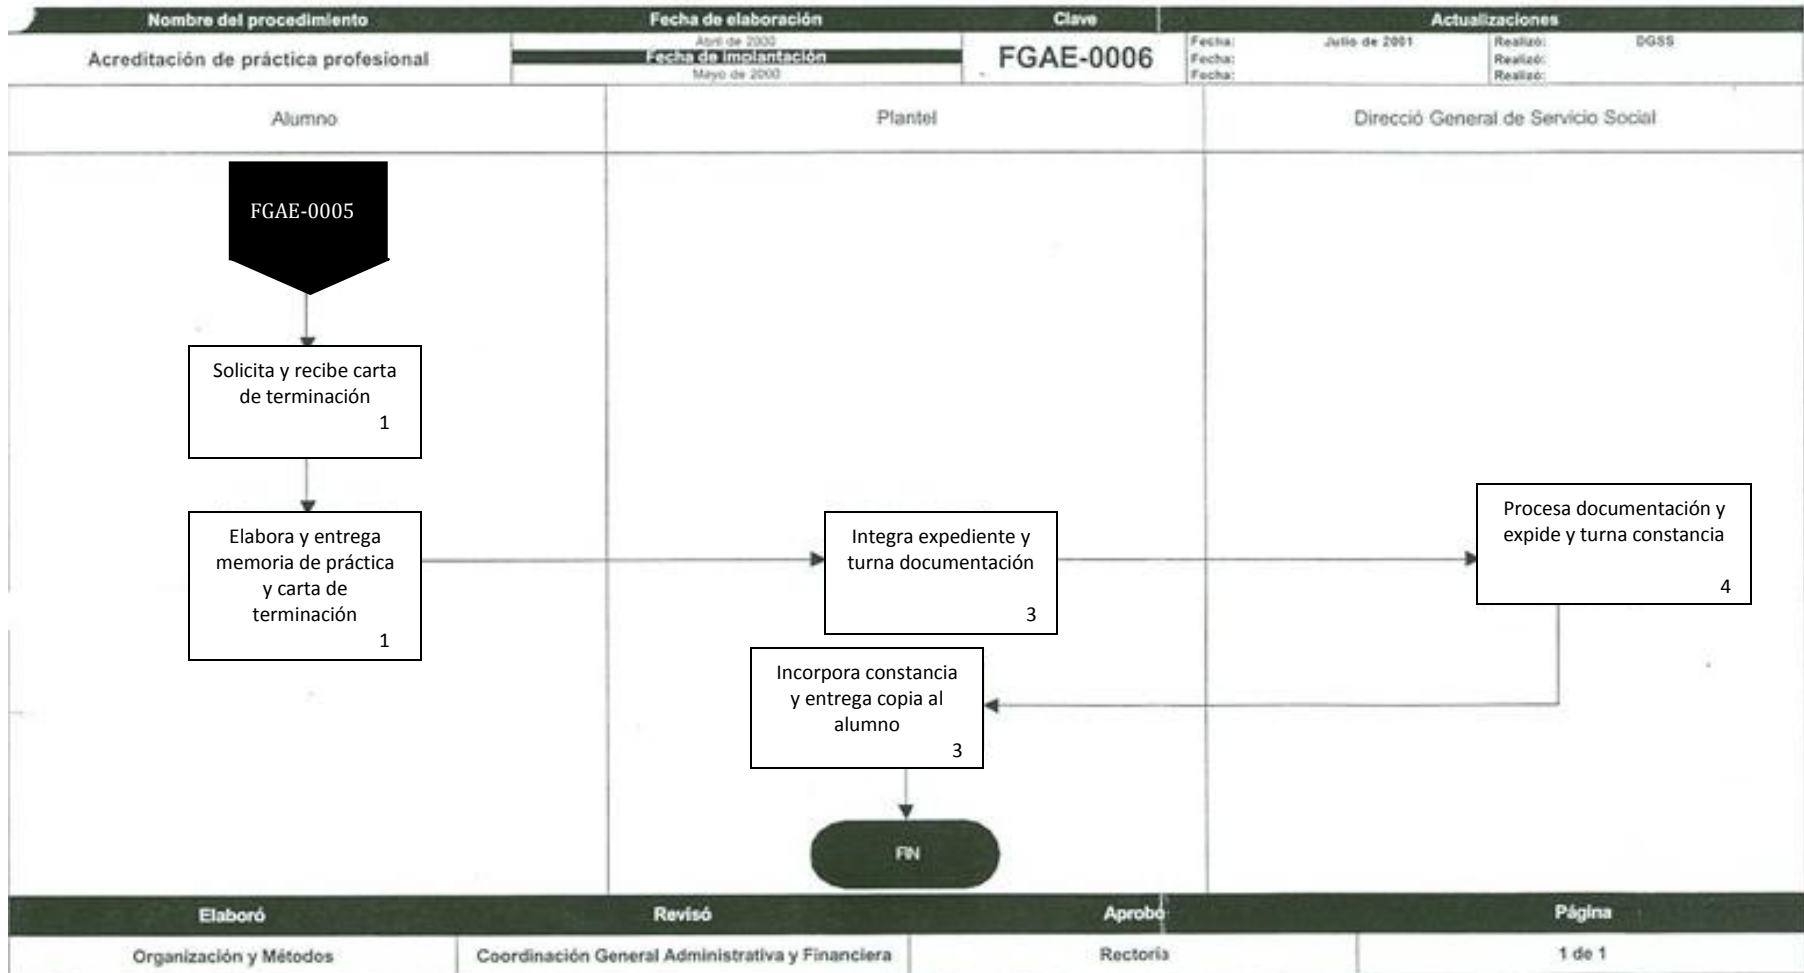 Nombre del procedimiento Fecha de elaboración Clave Actualizaciones
Acreditación de práctica profesional
Abril de 2000
Fecha de Implantación
Mayo de 2000
FGAE-0006
Fecha: Julio de 2001 Realizó: DGSS
Fecha: Realizó:
Fecha: Realizó:
Alumno Plantel Direcció General de Servicio Social
FGAE-0005
Solicita y recibe carta
de terminación
1
Elabora y entrega
memoria de práctica
y carta de
terminación
1
Integra expediente y
turna documentación
3
Procesa documentación y
expide y turna constancia
4
Incorpora constancia
y entrega copia al
alumno
3
FIN
Elaboró Revisó Aprobó Página
Organización y Métodos Coordinación General Administrativa y Financiera Rectoría 1 de 1